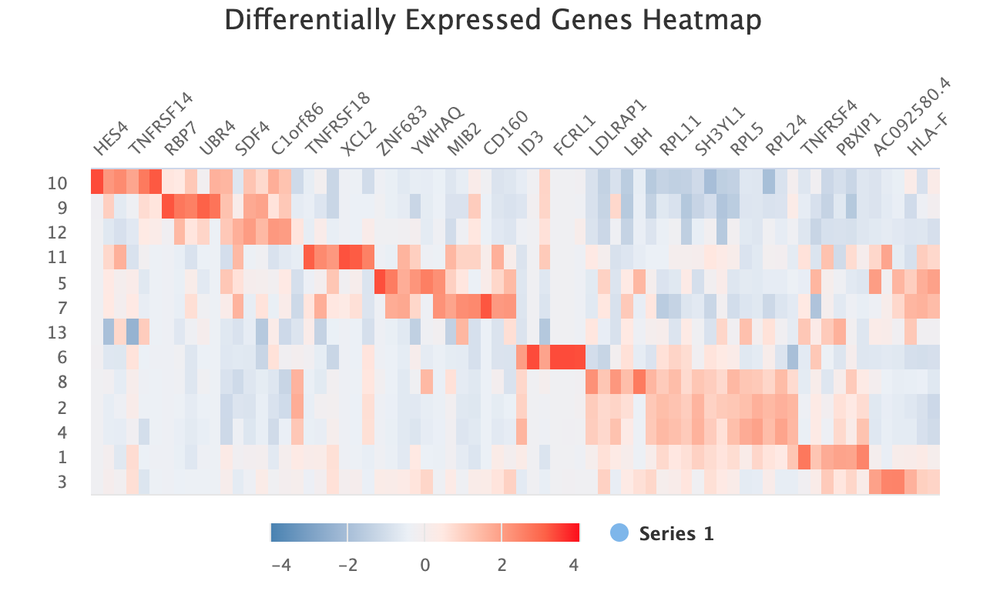 Differentially Expressed Genes Heatmap
HES4
TNFRSF14
RBP7
UBR4
SDF4
C1orf86
TNFRSF18
XCL2
ZNF683
YWHAQ
MIB2
CD160
ID3
FCRL1
LDLRAP1
LBH
RPL11
SH3YL1
RPL5
RPL24
TNFRSF4
PBXIP1
AC092580.4
HLA-F
10
9
12
11
5
7
13
6
8
2
4
1
3
−4 −2 0 2 4
Series 1